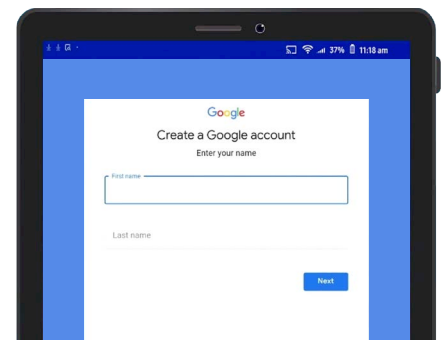 37% 11:18 am
Google
Create a Google account
Enter your name
First name
Last name
Next